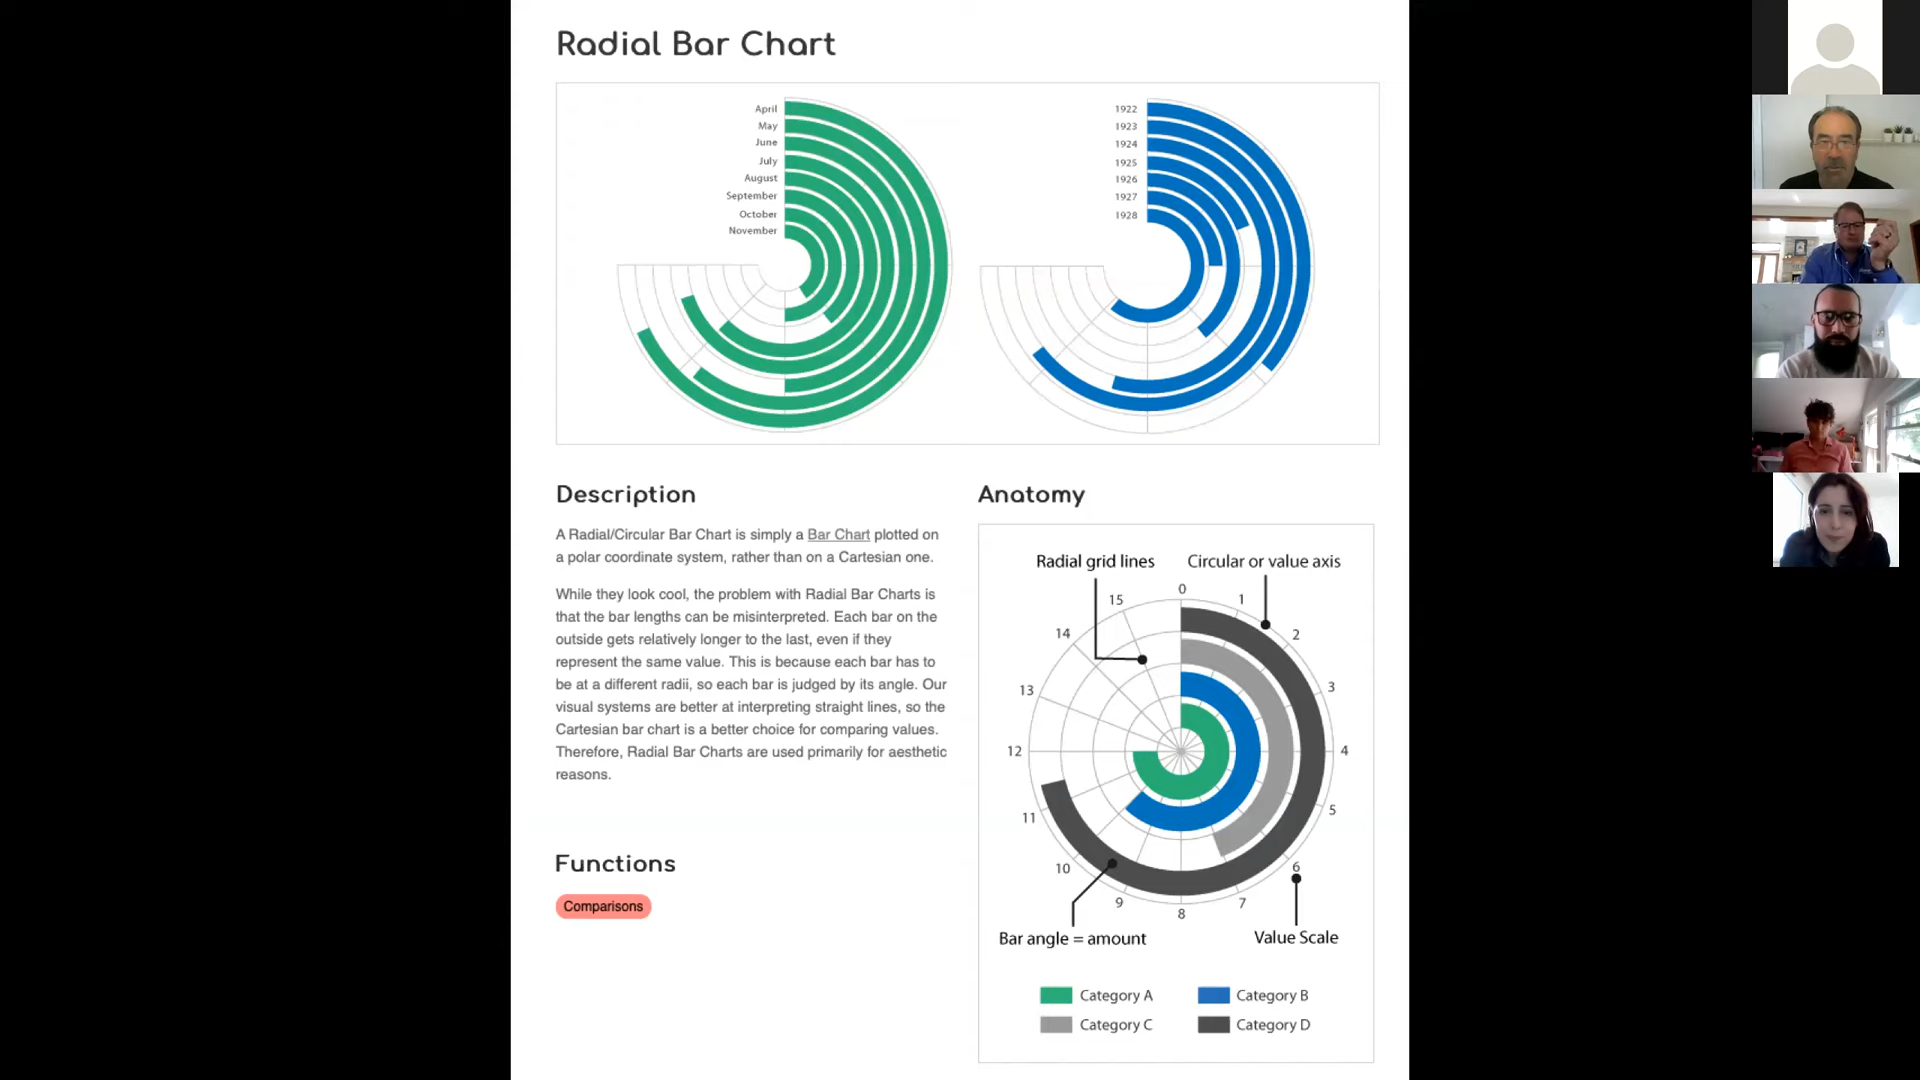 Radial Bar Chart
April
May
June
July
August
September
October
November
1922
1923
1924
1925
1926
1927
1928
Description
A Radial/Circular Bar Chart is simply a Bar Chart plotted on
a polar coordinate system, rather than on a Cartesian one.
While they look cool, the problem with Radial Bar Charts is
that the bar lengths can be misinterpreted. Each bar on the
outside gets relatively longer to the last, even if they
represent the same value. This is because each bar has to
be at a different radii, so each bar is judged by its angle. Our
visual systems are better at interpreting straight lines, so the
Cartesian bar chart is a better choice for comparing values.
Therefore, Radial Bar Charts are used primarily for aesthetic
reasons.
Functions
Comparisons
Anatomy
Radial grid lines
Circular or value axis
0
1
2
3
4
5
6
7
8
9
10
11
12
13
14
15
Bar angle = amount
Value Scale
Category A
Category B
Category C
Category D